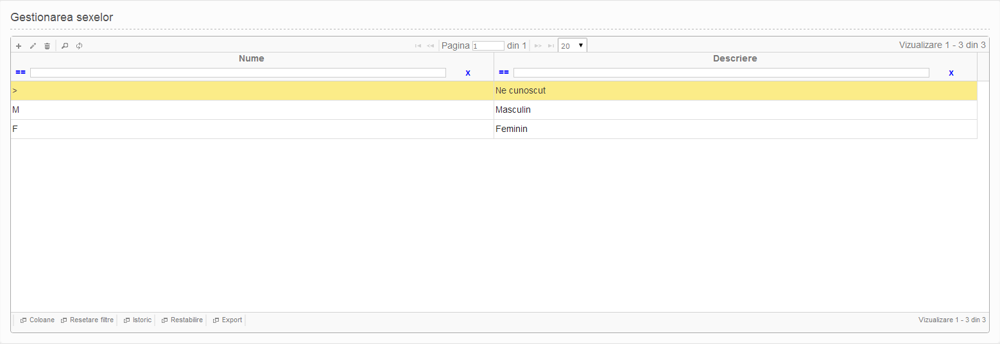 Gestionarea sexelor
Pagina 1 din 1 20 Vizualizare 1 - 3 din 3
Nume Descriere
== x == x
> Ne cunoscut
M Masculin
F Feminin
Coloane Resetare filtre Istoric Restabilire Export Vizualizare 1 - 3 din 3